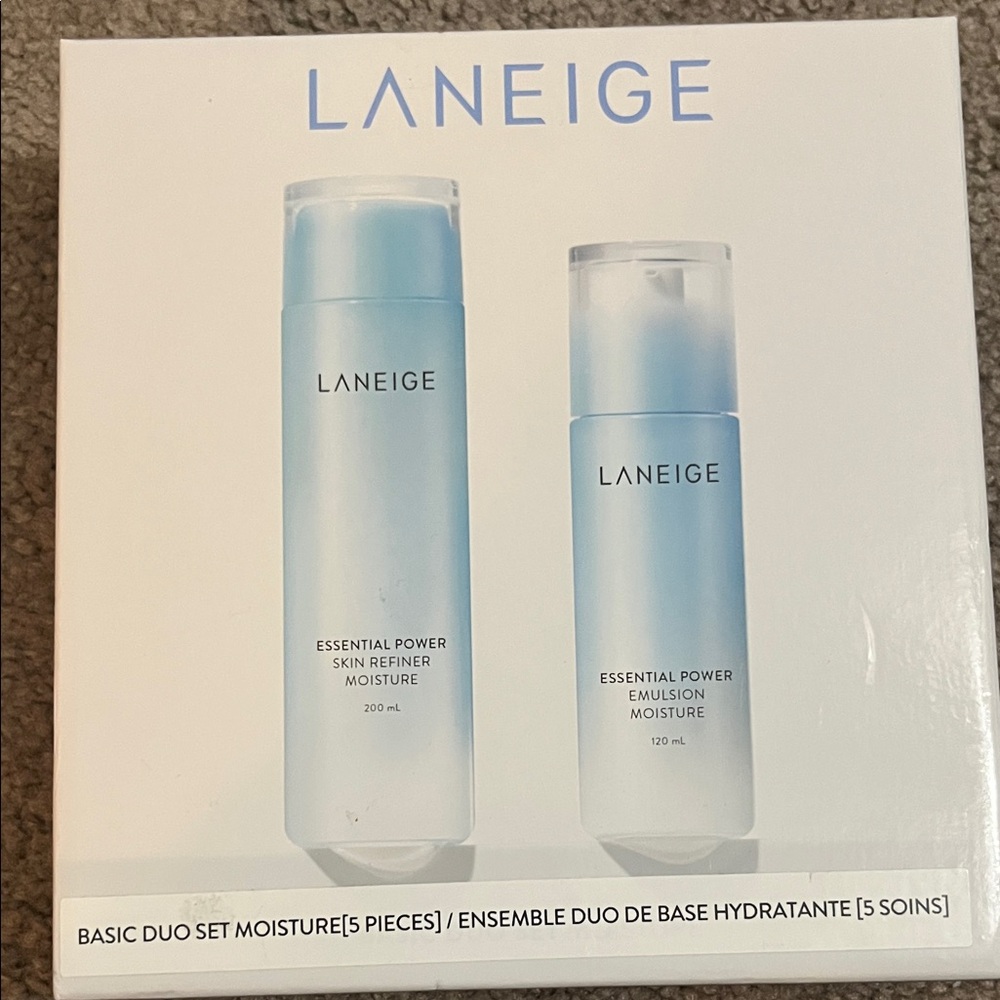 LANEIGE
LANEIGE
ESSENTIAL POWER
SKIN REFINER
MOISTURE
200 mL
LANEIGE
ESSENTIAL POWER
EMULSION
MOISTURE
120 mL
BASIC DUO SET MOISTURE[5 PIECES] / ENSEMBLE DUO DE BASE HYDRATANTE [5 SOINS]